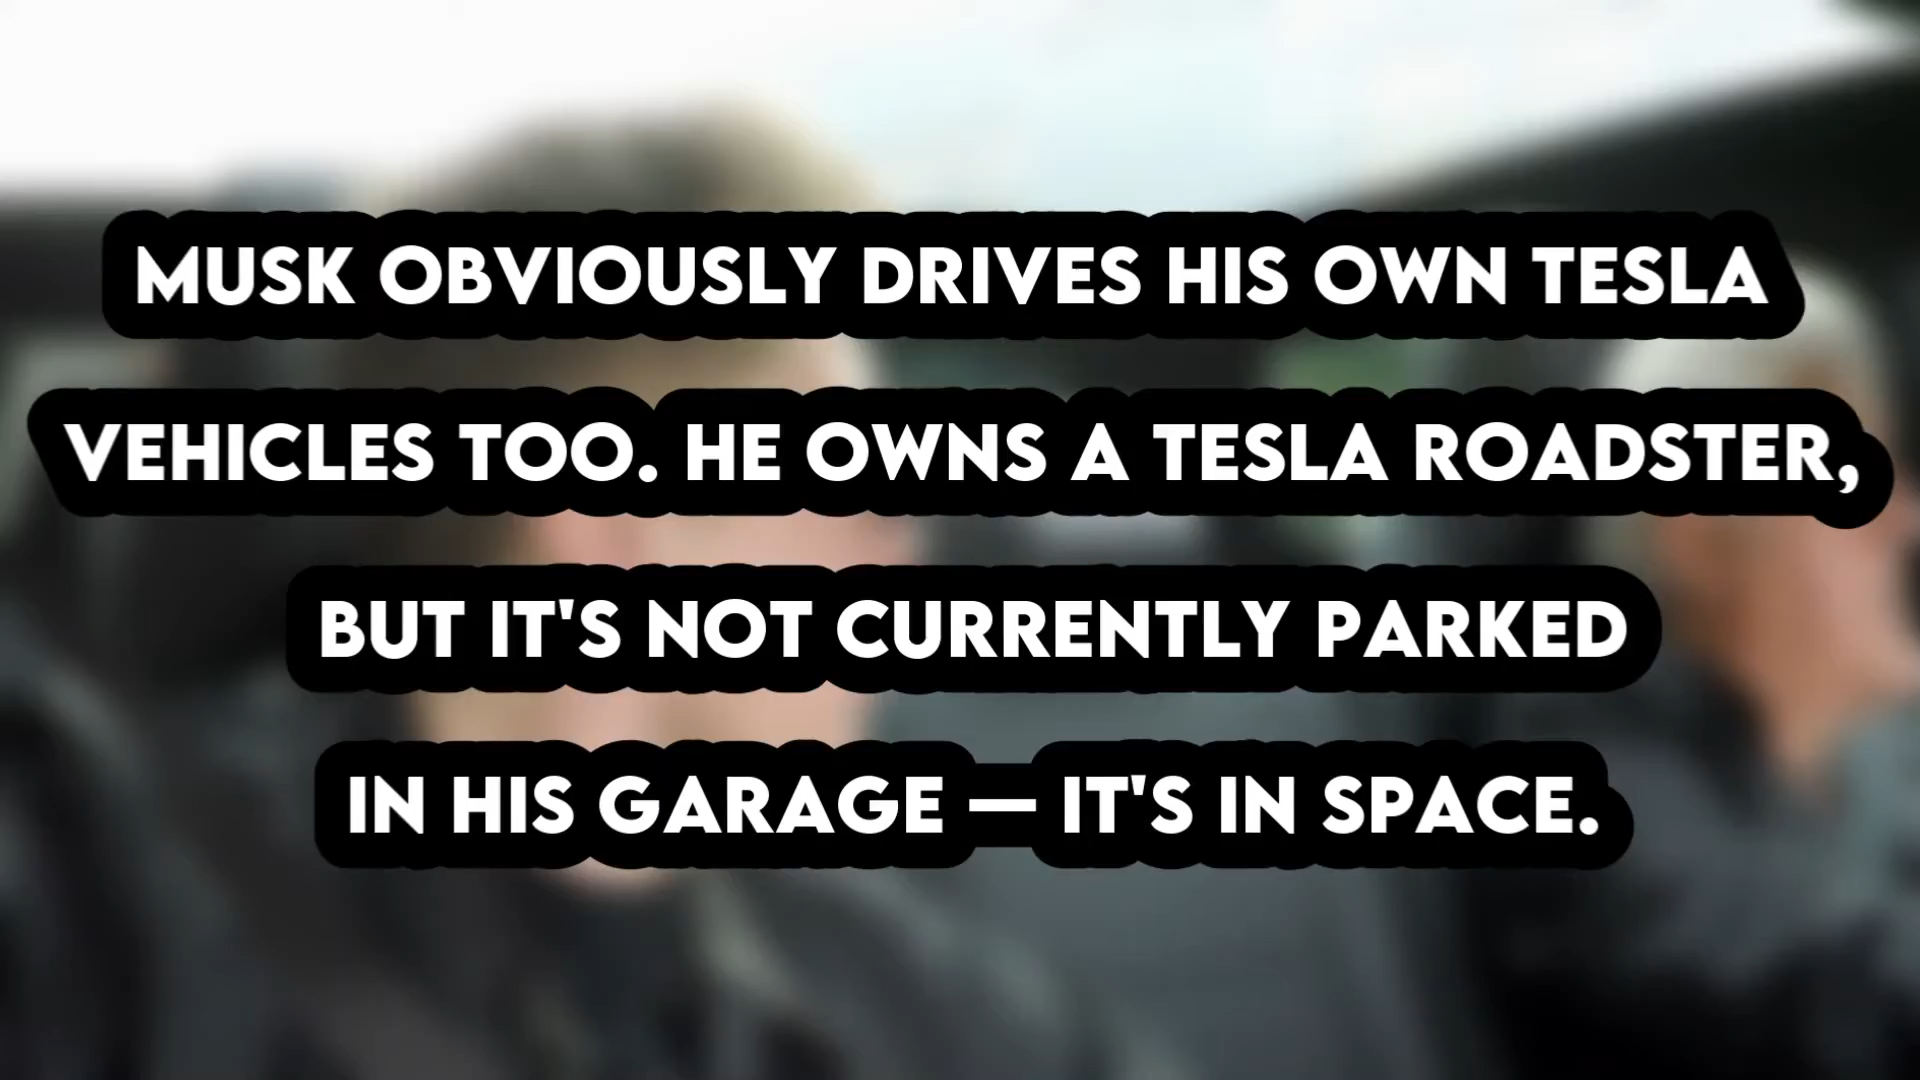 MUSK OBVIOUSLY DRIVES HIS OWN TESLA
VEHICLES TOO. HE OWNS A TESLA ROADSTER,
BUT IT'S NOT CURRENTLY PARKED
IN HIS GARAGE — IT'S IN SPACE.